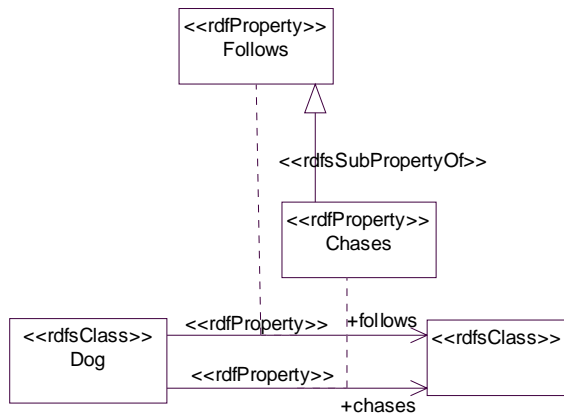 <<rdfProperty>>
Follows
<<rdfsSubPropertyOf>>
<<rdfProperty>>
Chases
<<rdfsClass>>
Dog
<<rdfProperty>>
+follows
<<rdfsClass>>
<<rdfProperty>>
+chases